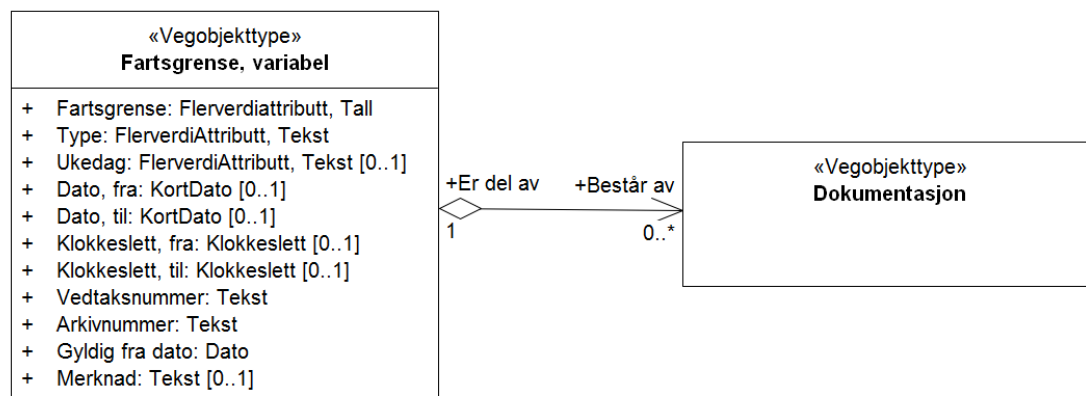 «Vegobjekttype»
Fartsgrense, variabel
+ Fartsgrense: Flerverdiattributt, Tall
+ Type: FlerverdiAttributt, Tekst
+ Ukedag: FlerverdiAttributt, Tekst [0..1]
+ Dato, fra: KortDato [0..1]
+ Dato, til: KortDato [0..1]
+ Klokkeslett, fra: Klokkeslett [0..1]
+ Klokkeslett, til: Klokkeslett [0..1]
+ Vedtaksnummer: Tekst
+ Arkivnummer: Tekst
+ Gyldig fra dato: Dato
+ Merknad: Tekst [0..1]
+Er del av +Består av
1 0..*
«Vegobjekttype»
Dokumentasjon